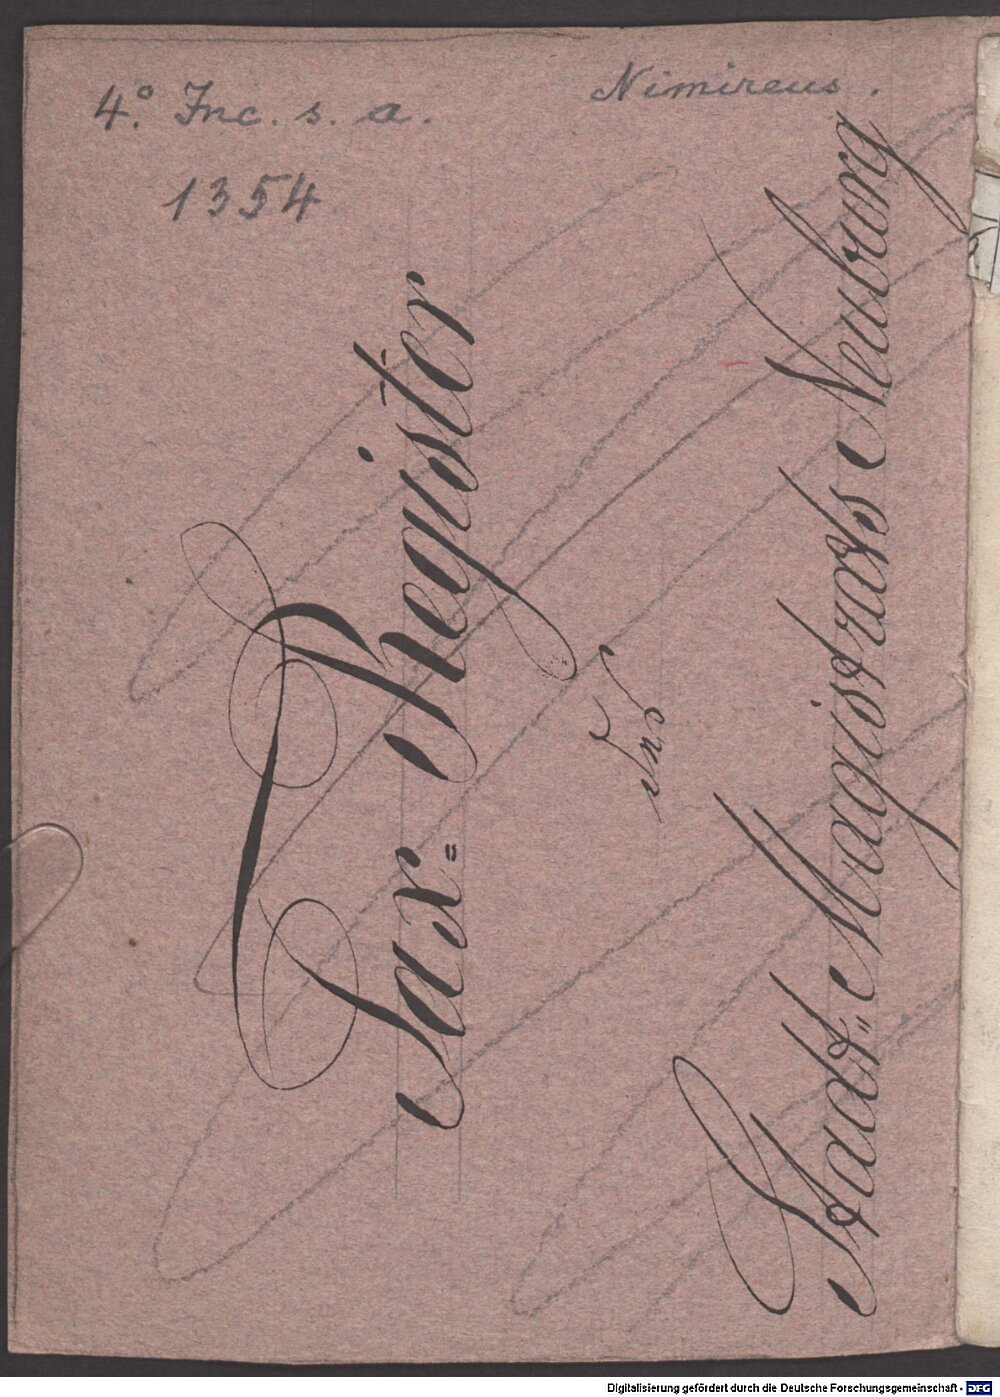 4° Inc. s. a.
Nimireus.
1354
Tax=Register
des
Stadt=Magistrats Neuburg
Digitalisierung gefördert durch die Deutsche Forschungsgemeinschaft - DFG